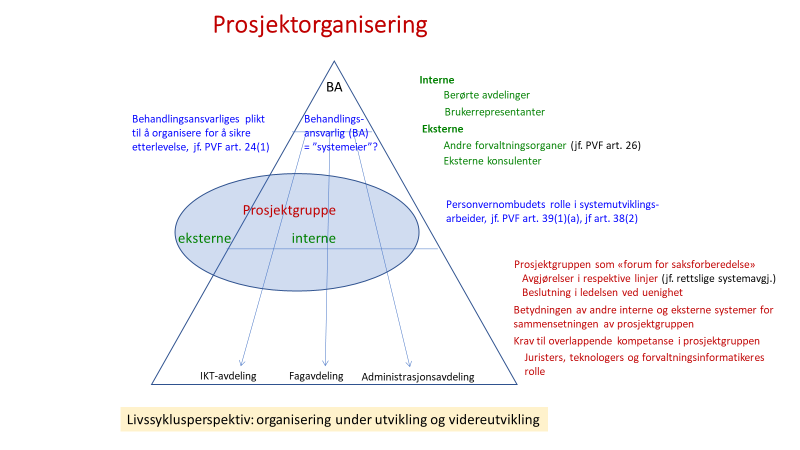 Prosjektorganisering
BA
Behandlingsansvarliges plikt
til å organisere for å sikre
etterlevelse, jf. PVF art. 24(1)
Behandlings-
ansvarlig (BA)
= "systemeier"?
Interne
Berørte avdelinger
Brukerrepresentanter
Eksterne
Andre forvaltningsorganer (jf. PVF art. 26)
Eksterne konsulenter
Prosjektgruppe
eksterne
interne
Personvernombudets rolle i systemutviklings-
arbeider, jf. PVF art. 39(1)(a), jf art. 38(2)
Prosjektgruppen som «forum for saksforberedelse»
Avgjørelser i respektive linjer (jf. rettslige systemavgj.)
Beslutning i ledelsen ved uenighet
Betydningen av andre interne og eksterne systemer for
sammensetningen av prosjektgruppen
Krav til overlappende kompetanse i prosjektgruppen
Juristers, teknologers og forvaltningsinformatikeres
rolle
IKT-avdeling
Fagavdeling
Administrasjonsavdeling
Livssyklusperspektiv: organisering under utvikling og videreutvikling